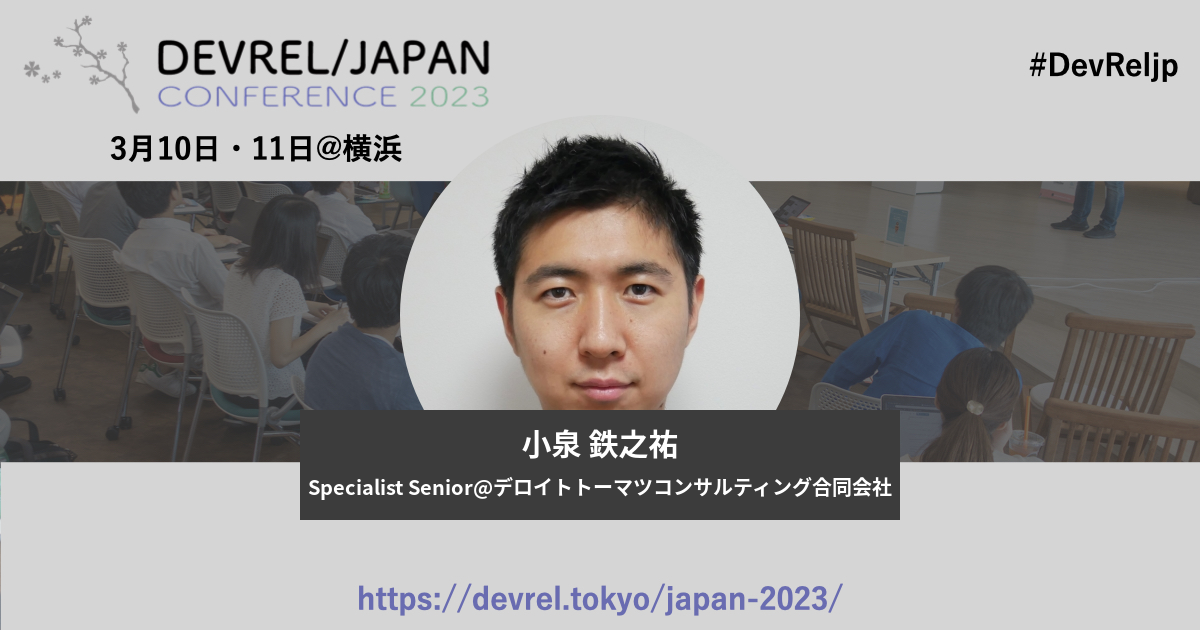 DEVREL/JAPAN
CONFERENCE 2023
#DevReljp
3月10日・11日@横浜
小泉 鉄之祐
Specialist Senior@デロイトトーマツコンサルティング合同会社
https://devrel.tokyo/japan-2023/